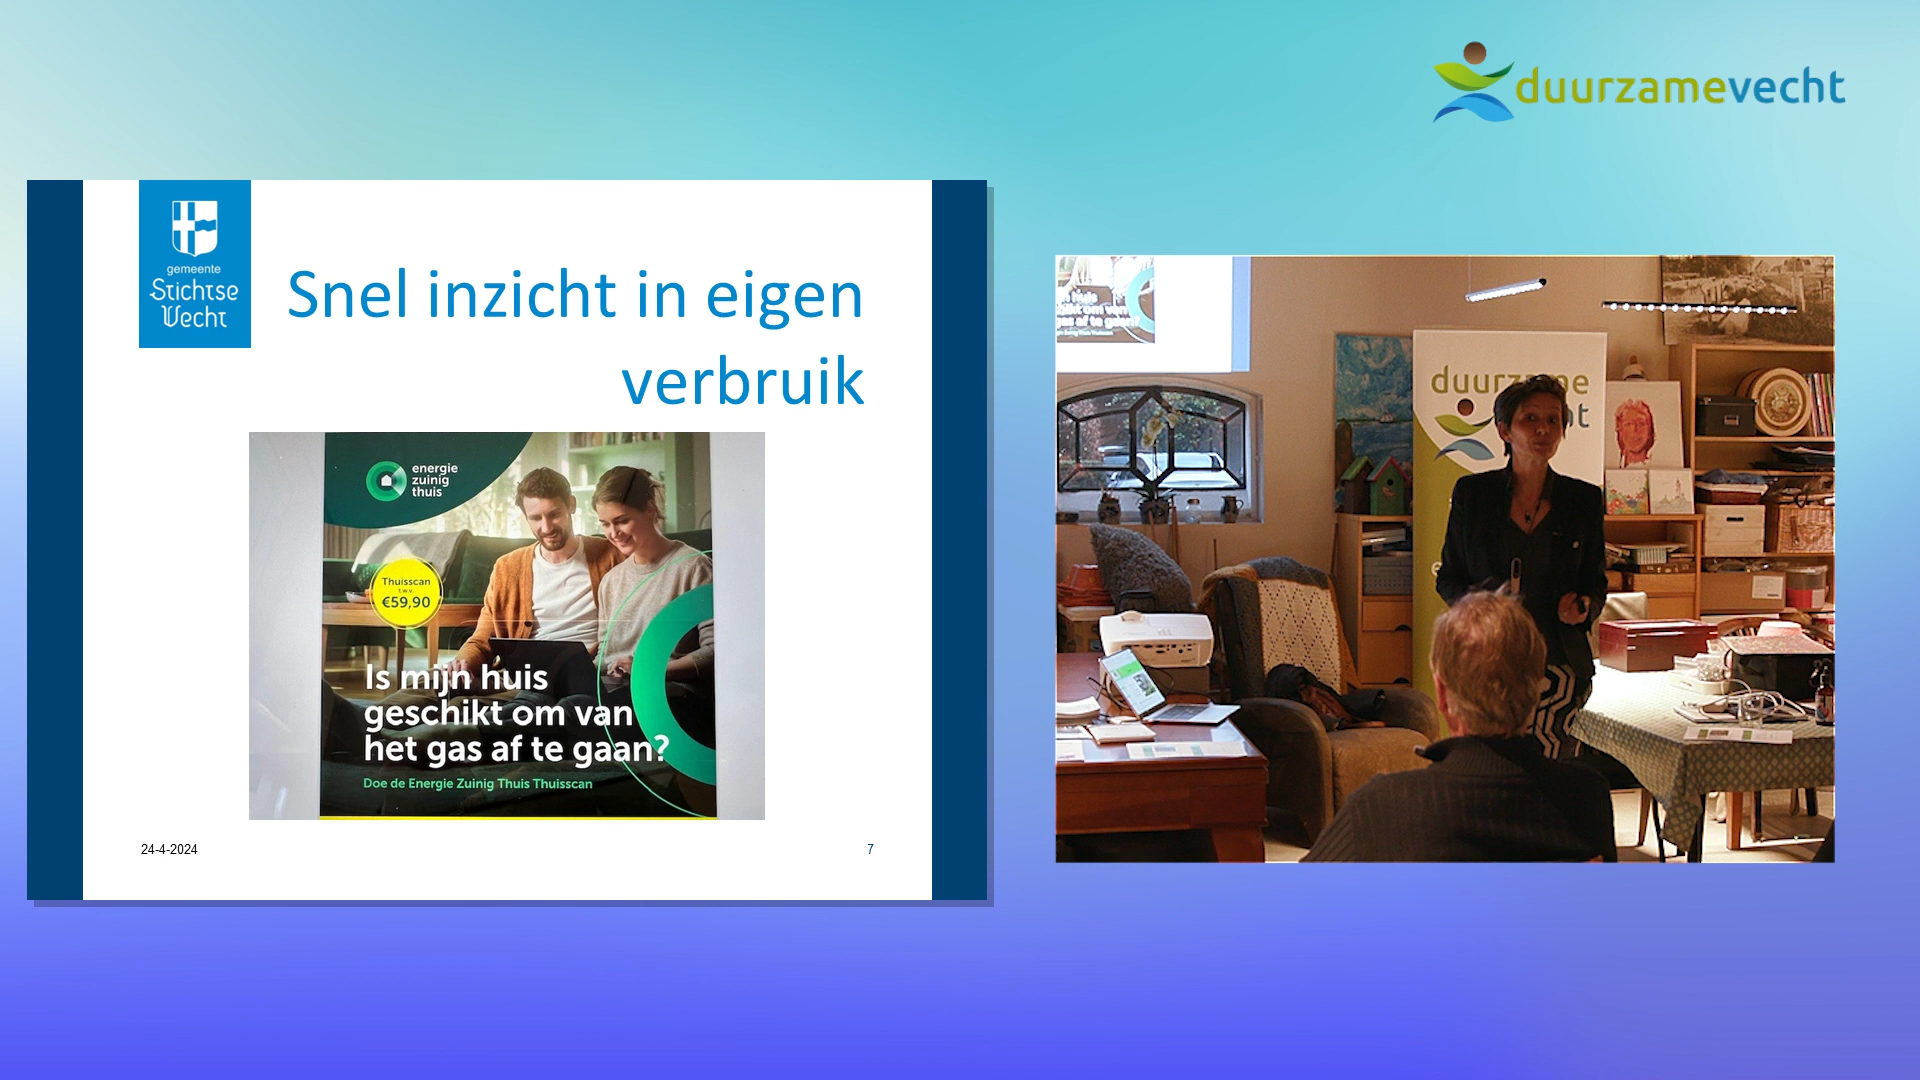 duurzamevecht
gemeente
Stichtse
Vecht
Snel inzicht in eigen
verbruik
energie
zuinig
thuis
Thuisscan
t.w.v.
€59,90
Is mijn huis
geschikt om van
het gas af te gaan?
Doe de Energie Zuinig Thuis Thuisscan
24-4-2024
7
duurzame